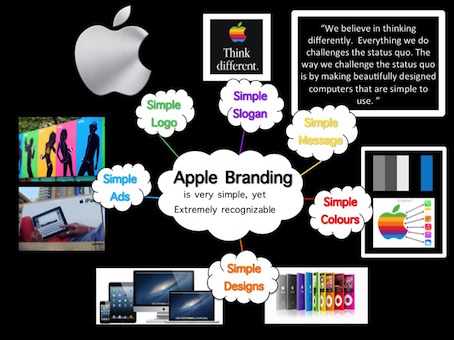 Think
different.
“We believe in thinking
differently.  Everything we do
challenges the status quo. The
way we challenge the status quo
is by making beautifully designed
computers that are simple to
use. ”
Simple
Logo
Simple
Slogan
Simple
Message
Simple
Ads
Apple Branding
is very simple, yet
Extremely recognizable
Simple
Colours
Simple
Designs